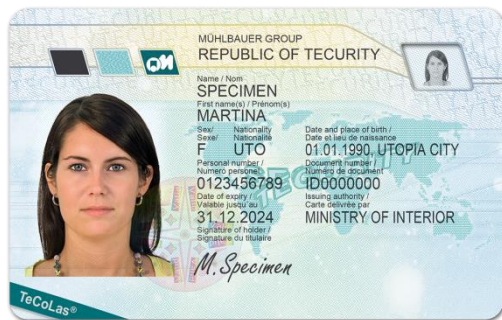 MÜHLBAUER GROUP
REPUBLIC OF TECURITY
Name / Nom
SPECIMEN
First name(s) / Prénom(s)
MARTINA
Sex/ Nationality Date and place of birth /
Sexe/ Nationalité Date et lieu de naissance
F UTO 01.01.1990, UTOPIA CITY
Personal number / Document number /
Numéro personel Numéro de document
0123456789 ID0000000
Date of expiry / Issuing authority /
Valable jusqu'au Carte delivrée par
31.12.2024 MINISTRY OF INTERIOR
Signature of holder /
Signature du titulaire
M. Specimen
TeCoLas®
TECURITY